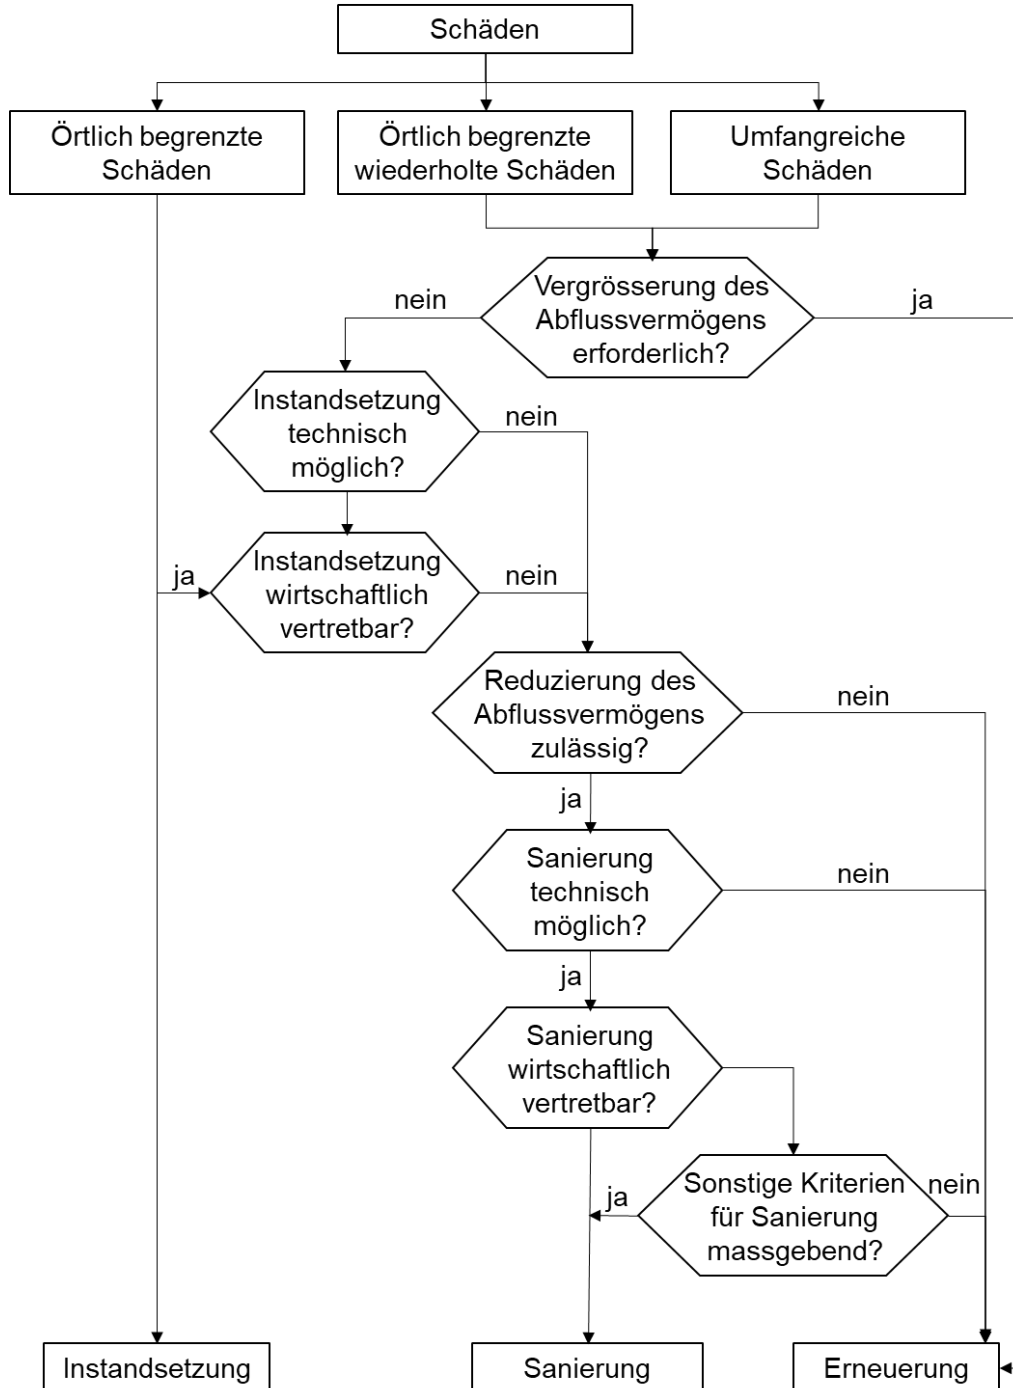 Schäden
Örtlich begrenzte
Schäden
Örtlich begrenzte
wiederholte Schäden
Umfangreiche
Schäden
nein
Vergrösserung des
Abflussvermögens
erforderlich?
ja
Instandsetzung
technisch
möglich?
nein
ja
Instandsetzung
wirtschaftlich
vertretbar?
nein
Reduzierung des
Abflussvermögens
zulässig?
nein
ja
Sanierung
technisch
möglich?
nein
ja
Sanierung
wirtschaftlich
vertretbar?
ja
Sonstige Kriterien
für Sanierung
massgebend?
nein
Instandsetzung
Sanierung
Erneuerung